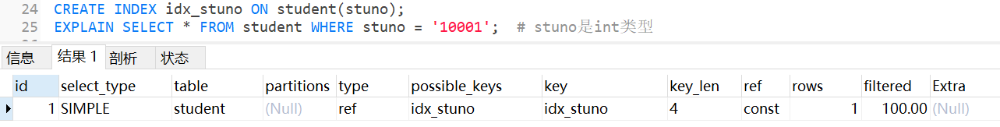 24 CREATE INDEX idx_stuno ON student(stuno);
25 EXPLAIN SELECT * FROM student WHERE stuno = '10001';  # stuno是int类型
信息 结果 1 剖析 状态
id select_type table partitions type possible_keys key key_len ref rows filtered Extra
1 SIMPLE student (Null) ref idx_stuno idx_stuno 4 const 1 100.00 (Null)